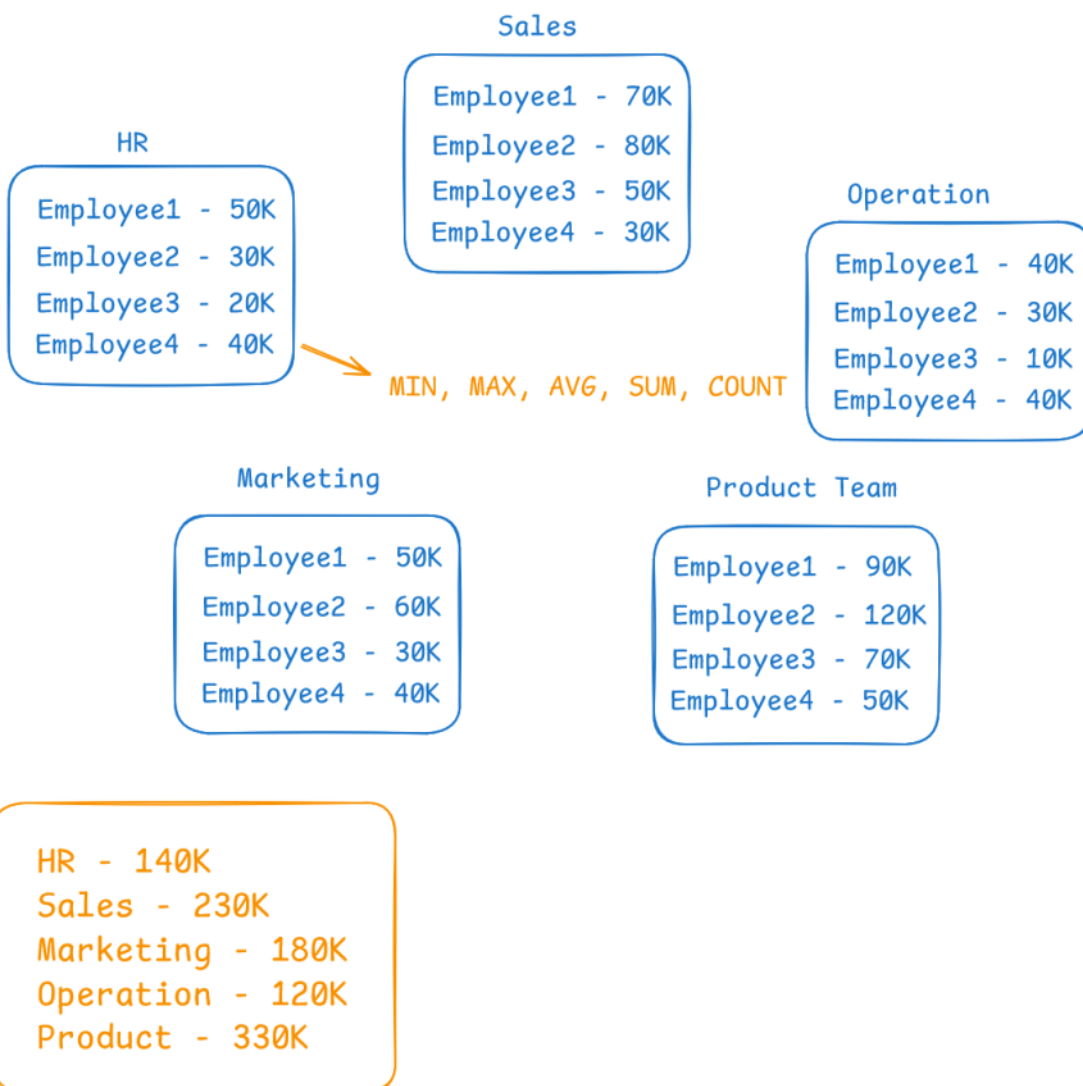 Sales
Employee1 - 70K
Employee2 - 80K
Employee3 - 50K
Employee4 - 30K
HR
Employee1 - 50K
Employee2 - 30K
Employee3 - 20K
Employee4 - 40K
Operation
Employee1 - 40K
Employee2 - 30K
Employee3 - 10K
Employee4 - 40K
MIN, MAX, AVG, SUM, COUNT
Marketing
Employee1 - 50K
Employee2 - 60K
Employee3 - 30K
Employee4 - 40K
Product Team
Employee1 - 90K
Employee2 - 120K
Employee3 - 70K
Employee4 - 50K
HR - 140K
Sales - 230K
Marketing - 180K
Operation - 120K
Product - 330K